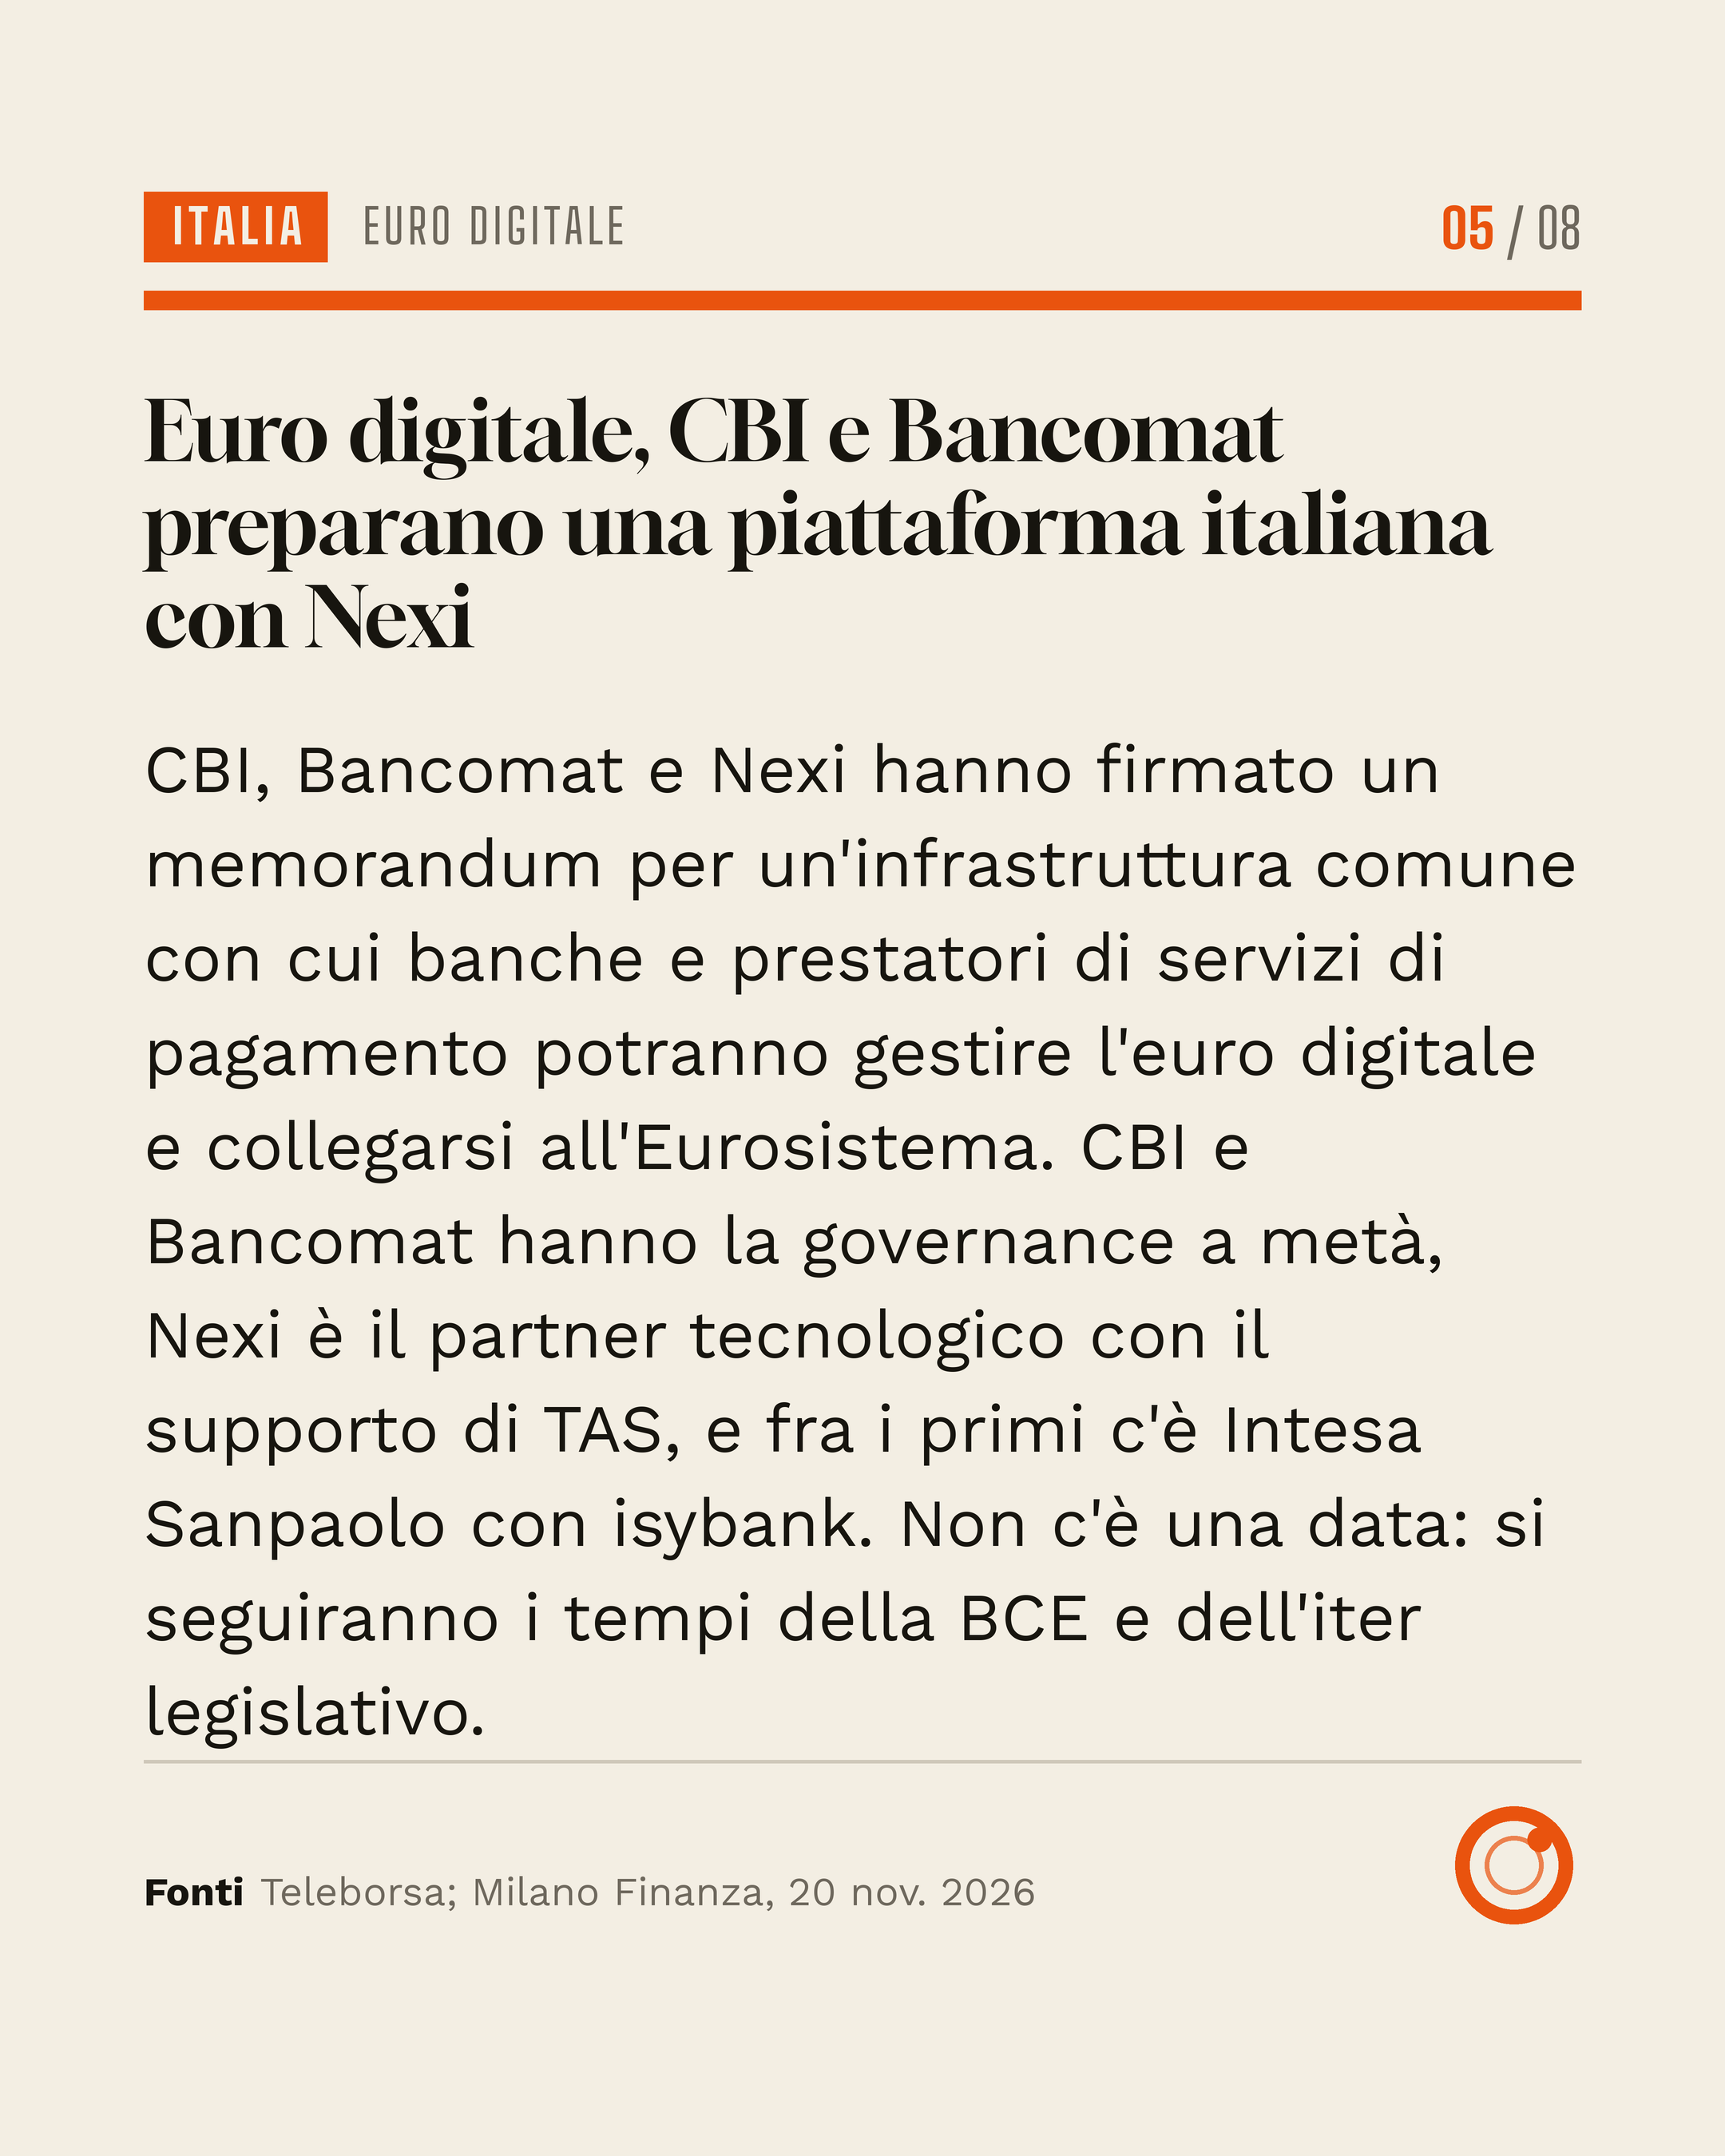 ITALIA EURO DIGITALE 05 / 08
Euro digitale, CBI e Bancomat
preparano una piattaforma italiana
con Nexi
CBI, Bancomat e Nexi hanno firmato un
memorandum per un'infrastruttura comune
con cui banche e prestatori di servizi di
pagamento potranno gestire l'euro digitale
e collegarsi all'Eurosistema. CBI e
Bancomat hanno la governance a metà,
Nexi è il partner tecnologico con il
supporto di TAS, e fra i primi c'è Intesa
Sanpaolo con isybank. Non c'è una data: si
seguiranno i tempi della BCE e dell'iter
legislativo.
Fonti Teleborsa; Milano Finanza, 20 nov. 2026